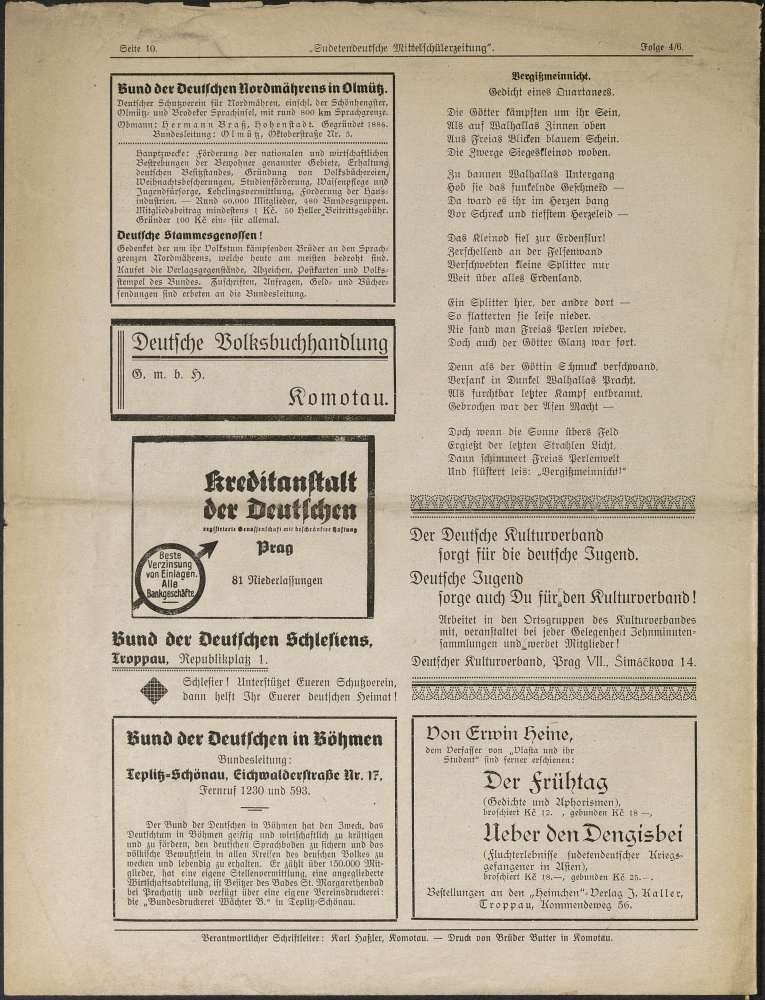 Seite 10.
„Sudetendeutsche Mittelschülerzeitung".
Folge 4/6.
Bund der Deutschen Nordmährens in Olmütz.
Deutscher Schutzverein für Nordmähren, einschl. der Schönhengster,
Olmütz- und Brodeker Sprachinsel, mit rund 800 km Sprachgrenze.
Obmann: Hermann Braß, Hohenstadt. Gegründet 1886.
Bundesleitung: Olmütz, Oktoberstraße Nr. 5.
Hauptzwecke: Förderung der nationalen und wirtschaftlichen
Bestrebungen der Bewohner genannter Gebiete, Erhaltung
deutschen Besitzstandes, Gründung von Volksbüchereien,
Weihnachtsbescherungen, Studienförderung, Waisenpflege und
Jugendfürsorge, Lehrlingsvermittlung, Förderung der Haus-
industrien. — Rund 60,000 Mitglieder, 480 Bundesgruppen.
Mitgliedsbeitrag mindestens 4 Kč. 50 Heller Beitrittsgebühr.
Gründer 100 Kč ein- für allemal.
Deutsche Stammesgenossen!
Gedenket der um ihr Volkstum kämpfenden Brüder an den Sprach-
grenzen Nordmährens, welche heute am meisten bedroht sind.
Kaufet die Verlagsgegenstände, Abzeichen, Postkarten und Volks-
stempel des Bundes. Zuschriften, Anfragen, Geld- und Bücher-
sendungen sind erbeten an die Bundesleitung.
Deutsche Volksbuchhandlung
G. m. b. H.
Komotau.
Kreditanstalt
der Deutschen
registrierte Genossenschaft mit beschränkter Haftung
Prag
81 Niederlassungen
Beste
Verzinsung
von Einlagen.
Alle
Bankgeschäfte
Bund der Deutschen Schlesiens,
Troppau, Republikplatz 1.
Schlesier! Unterstützet Eueren Schutzverein,
dann helft Ihr Euerer deutschen Heimat!
Bund der Deutschen in Böhmen
Bundesleitung:
Teplitz-Schönau, Eichwalderstraße Nr. 17,
Fernruf 1230 und 593.
Der Bund der Deutschen in Böhmen hat den Zweck, das
Deutschtum in Böhmen geistig und wirtschaftlich zu kräftigen
und zu fördern, den deutschen Sprachboden zu sichern und das
völkische Bewußtsein in allen Kreisen des deuschen Volkes zu
wecken und lebendig zu erhalten. Er zählt über 150.000 Mit-
glieder, hat eine eigene Stellenvermittlung, eine angegliederte
Wirtschaftsabteilung, ist Besitzer des Bades St. Margarethenbad
bei Prachatitz und verfügt über eine eigene Vereinsdruckerei:
die „Bundesdruckerei Wächter B." in Teplitz-Schönau.
Vergißmeinnicht.
Gedicht eines Quartaners.
Die Götter kämpften um ihr Sein,
Als auf Walhallas Zinnen oben
Aus Freias Blicken blauem Schein.
Die Zwerge Siegeskleinod woben.
Zu bannen Walhallas Untergang
Hob sie das funkelnde Geschmeid —
Da ward es ihr im Herzen bang
Vor Schreck und tiefstem Herzeleid —
Das Kleinod fiel zur Erdenflur!
Zerschellend an der Felsenwand
Verschwebten kleine Splitter nur
Weit über alles Erdenland.
Ein Splitter hier, der andre dort —
So flatterten sie leise nieder.
Nie fand man Freias Perlen wieder.
Doch auch der Götter Glanz war fort.
Denn als der Göttin Schmuck verschwand,
Versank in Dunkel Walhallas Pracht.
Als furchtbar letzter Kampf entbrannt.
Gebrochen war der Asen Macht —
Doch wenn die Sonne übers Feld
Ergießt der letzten Strahlen Licht,
Dann schimmert Freias Perlenwelt
Und flüstert leis: „Vergißmeinnicht!"
Der Deutsche Kulturverband
sorgt für die deutsche Jugend.
Deutsche Jugend
sorge auch Du für den Kulturverband!
Arbeitet in den Ortsgruppen des Kulturverbandes
mit, veranstaltet bei jeder Gelegenheit Zehnminuten-
sammlungen und werbet Mitglieder!
Deutscher Kulturverband, Prag VII., Šimáčkova 14.
Von Erwin Heine,
dem Verfasser von „Vlasta und ihr
Student" sind ferner erschienen:
Der Frühtag
(Gedichte und Aphorismen),
broschiert Kč 12. , gebunden Kč 18 —,
Ueber den Dengisbei
(Fluchterlebnisse sudetendeutscher Kriegs-
gefangener in Asien),
broschiert Kč 18.—, gebunden Kč 25.—.
Bestellungen an den „Heinchen"-Verlag J. Kaller,
Troppau, Kommendeweg 56.
Verantwortlicher Schriftleiter: Karl Haßler, Komotau. — Druck von Brüder Butter in Komotau.